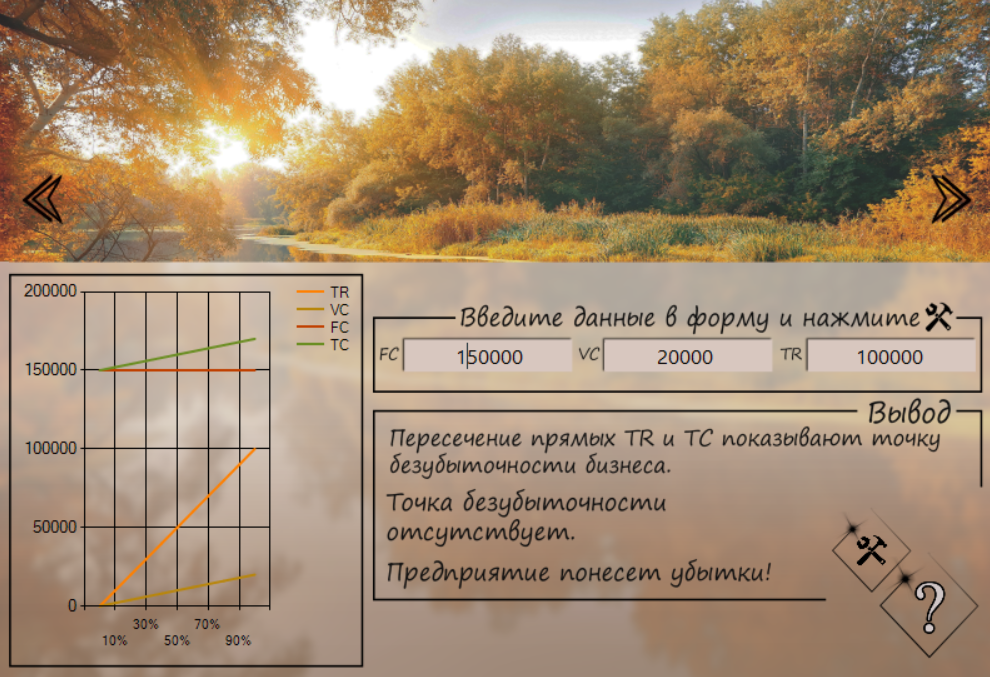 200000
150000
100000
50000
0
10%
30%
50%
70%
90%
TR
VC
FC
TC
Введите данные в форму и нажмите
FC 150000 VC 20000 TR 100000
Вывод
Пересечение прямых TR и TC показывают точку
безубыточности бизнеса.
Точка безубыточности
отсутствует.
Предприятие понесет убытки!
?